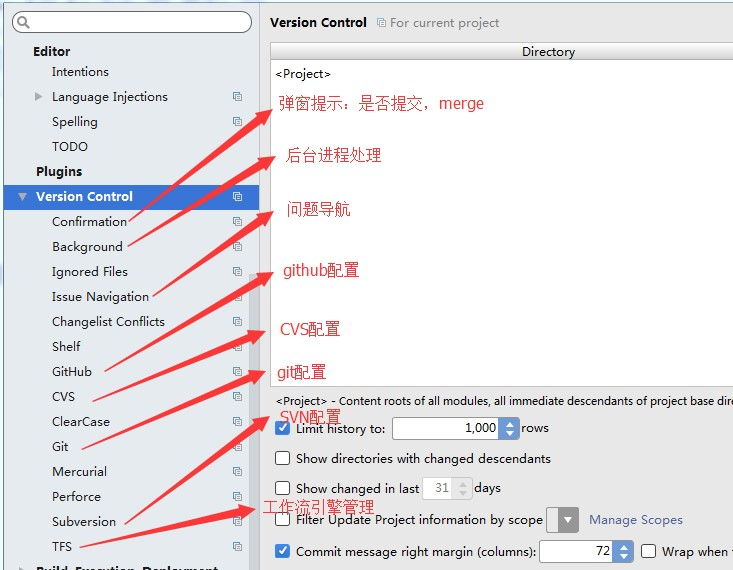 Editor
Intentions
Language Injections
Spelling
TODO
Plugins
Version Control
Confirmation
Background
Ignored Files
Issue Navigation
Changelist Conflicts
Shelf
GitHub
CVS
ClearCase
Git
Mercurial
Perforce
Subversion
TFS
Version Control For current project
Directory
<Project>
弹窗提示：是否提交，merge
后台进程处理
问题导航
github配置
CVS配置
git配置
<Project> - Content roots of all modules, all immediate descendants of project base dire
SVN配置
Limit history to: 1,000 rows
Show directories with changed descendants
Show changed in last 31 days
工作流引擎管理
Filter Update Project information by scope Manage Scopes
Commit message right margin (columns): 72 Wrap when